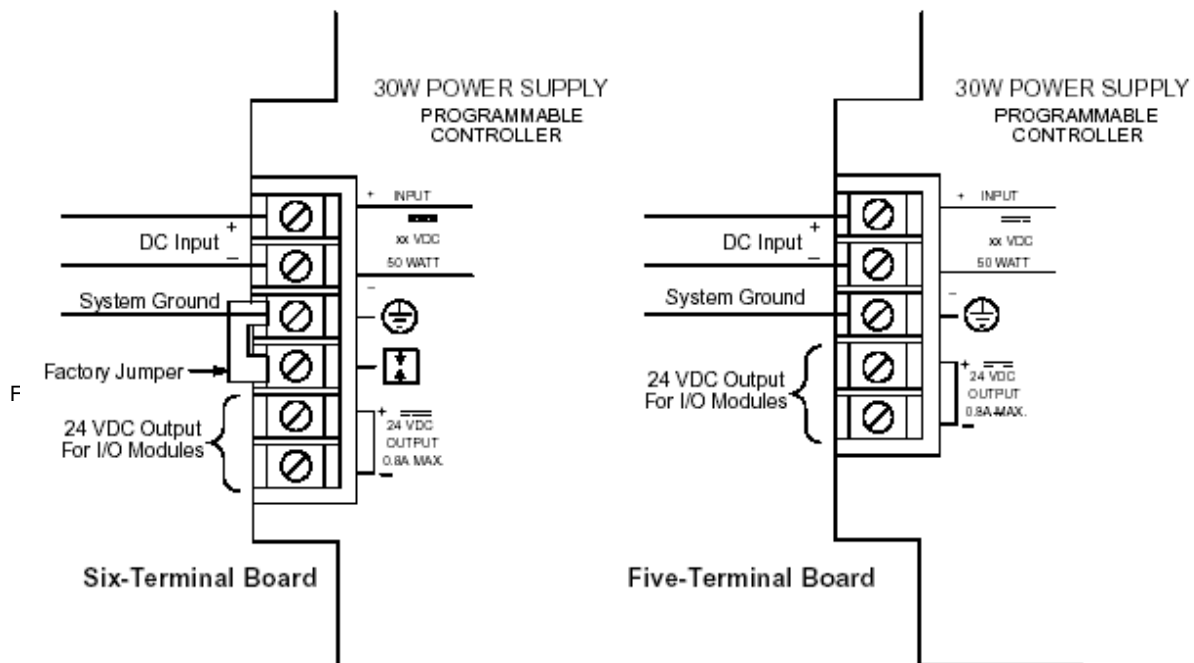 30W POWER SUPPLY
PROGRAMMABLE
CONTROLLER
+ INPUT
xx VDC
50 WATT
–
+
DC Input
–
System Ground
Factory Jumper
F
24 VDC Output
For I/O Modules
+
24 VDC
OUTPUT
0.8A MAX.
–
Six-Terminal Board
30W POWER SUPPLY
PROGRAMMABLE
CONTROLLER
+ INPUT
xx VDC
50 WATT
–
+
DC Input
–
System Ground
24 VDC Output
For I/O Modules
+
24 VDC
OUTPUT
0.8A MAX.
–
Five-Terminal Board